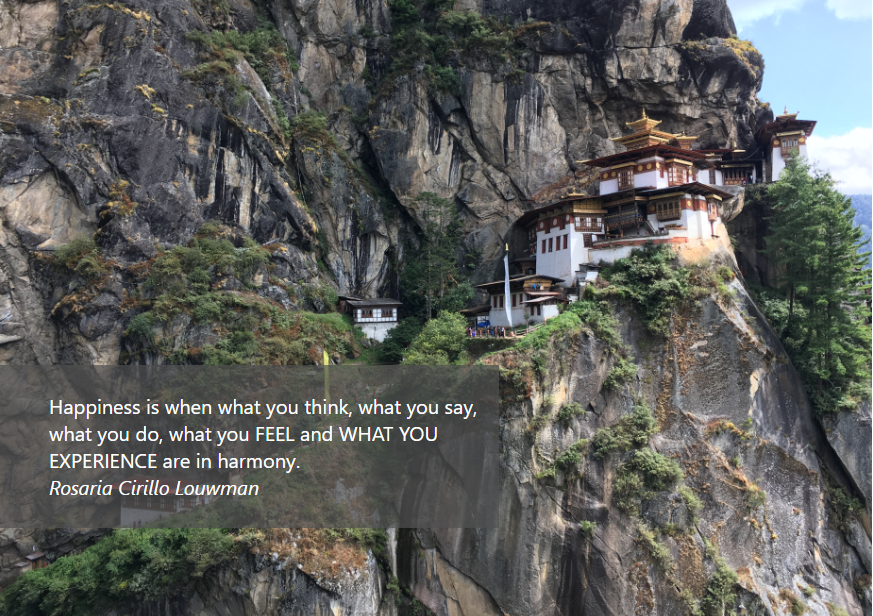 Happiness is when what you think, what you say,
what you do, what you FEEL and WHAT YOU
EXPERIENCE are in harmony.
Rosaria Cirillo Louwman